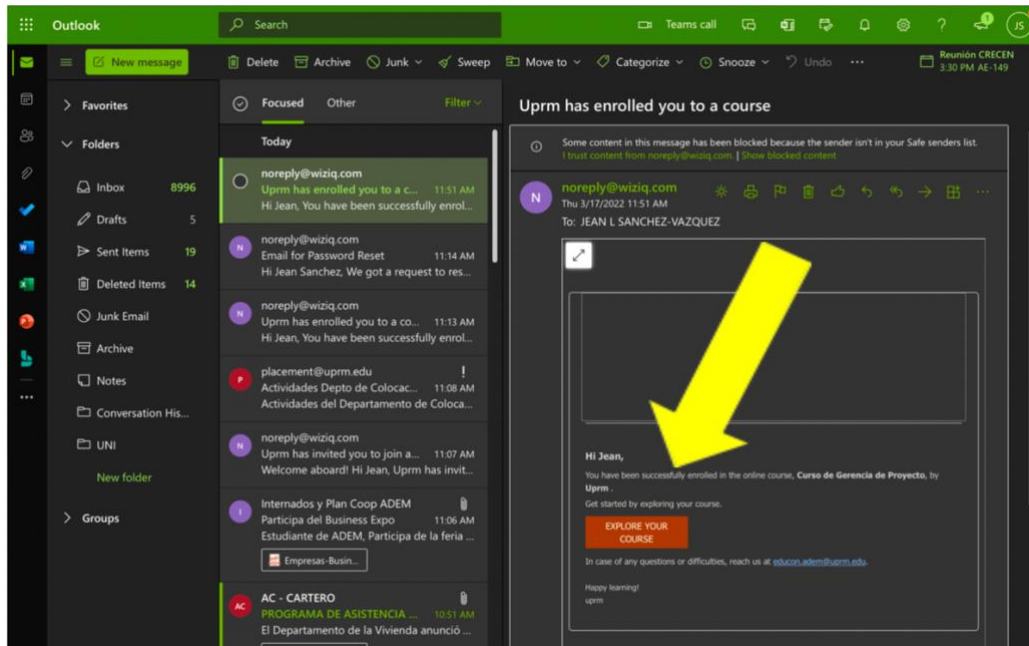 Outlook
Search
Teams call
?
1
JS
New message
Delete
Archive
Junk
Sweep
Move to
Categorize
Snooze
Undo
Reunión CRECEN
3:30 PM AE-149
Favorites
Folders
Inbox 8996
Drafts 5
Sent Items 19
Deleted Items 14
Junk Email
Archive
Notes
Conversation His...
UNI
New folder
Groups
Focused Other Filter
Today
noreply@wiziq.com
Uprm has enrolled you to a c... 11:51 AM
Hi Jean, You have been successfully enrol...
N
noreply@wiziq.com
Email for Password Reset 11:14 AM
Hi Jean Sanchez, We got a request to res...
N
noreply@wiziq.com
Uprm has enrolled you to a co... 11:13 AM
Hi Jean, You have been successfully enrol...
P
placement@uprm.edu !
Actividades Depto de Colocac... 11:08 AM
Actividades del Departamento de Coloca...
N
noreply@wiziq.com
Uprm has invited you to join a... 11:07 AM
Welcome aboard! Hi Jean, Uprm has invit...
I
Internados y Plan Coop ADEM
Participa del Business Expo 11:06 AM
Estudiante de ADEM, Participa de la feria ...
Empresas-Busin...
AC
AC - CARTERO
PROGRAMA DE ASISTENCIA ... 10:51 AM
El Departamento de la Vivienda anunció ...
Uprm has enrolled you to a course
Some content in this message has been blocked because the sender isn't in your Safe senders list.
I trust content from noreply@wiziq.com. | Show blocked content
N
noreply@wiziq.com
Thu 3/17/2022 11:51 AM
To: JEAN L SANCHEZ-VAZQUEZ
Hi Jean,
You have been successfully enrolled in the online course, Curso de Gerencia de Proyecto, by
Uprm .
Get started by exploring your course.
EXPLORE YOUR
COURSE
In case of any questions or difficulties, reach us at educon.adem@uprm.edu.
Happy learning!
uprm